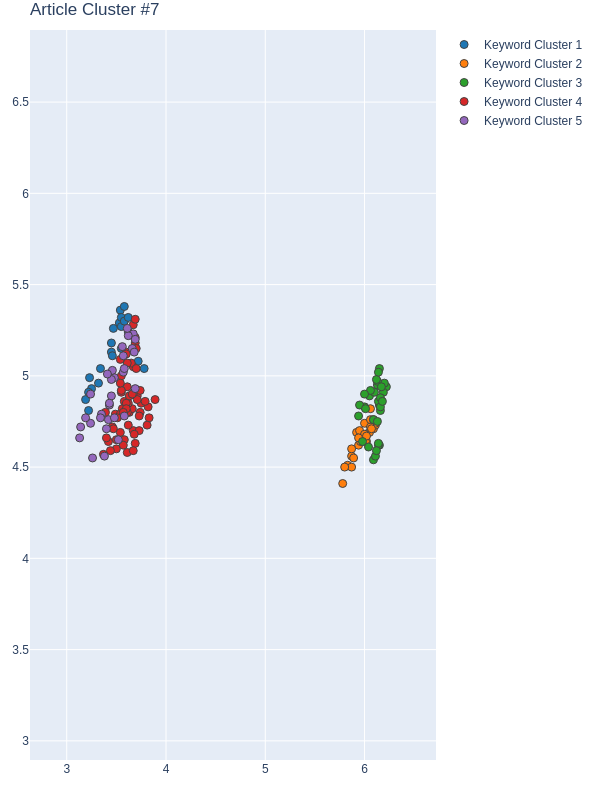 Article Cluster #7
Keyword Cluster 1
Keyword Cluster 2
Keyword Cluster 3
Keyword Cluster 4
Keyword Cluster 5
6.5
6
5.5
5
4.5
4
3.5
3
3 4 5 6